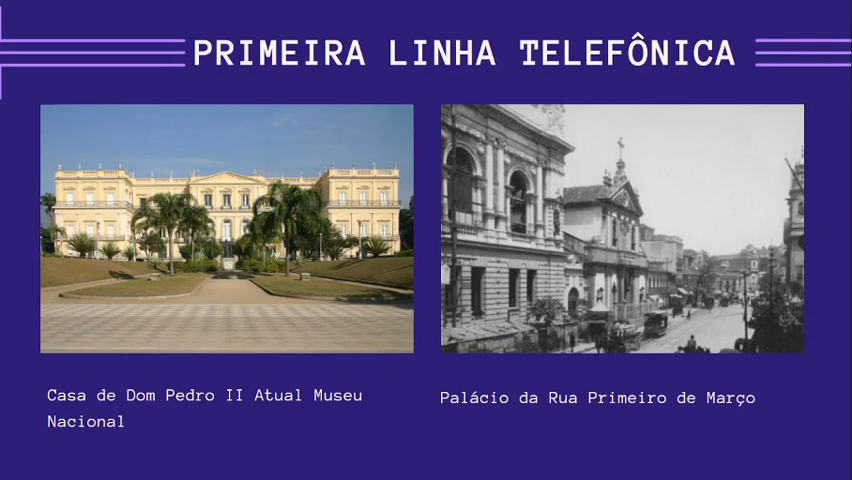 PRIMEIRA LINHA TELEFÔNICA
Casa de Dom Pedro II Atual Museu
Nacional
Palácio da Rua Primeiro de Março